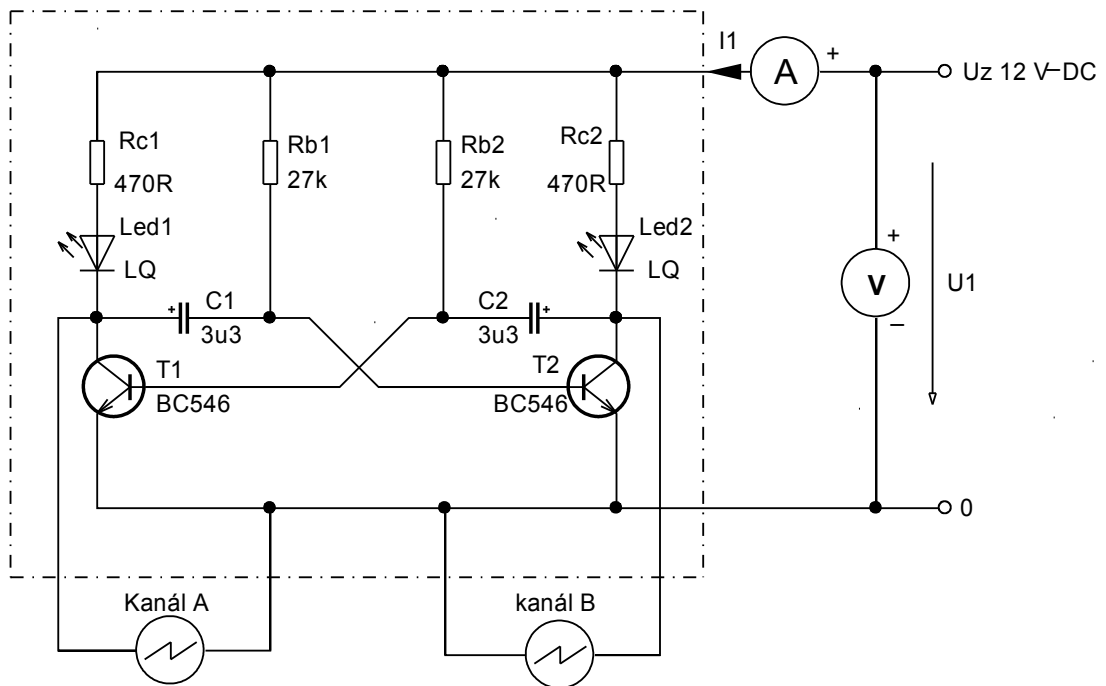 I1
+
A
Uz 12 V–DC
Rc1
470R
Rb1
27k
Rb2
27k
Rc2
470R
Led1
LQ
Led2
LQ
+
V
–
U1
+
C1
3u3
C2
+
3u3
T1
BC546
T2
BC546
0
Kanál A
kanál B